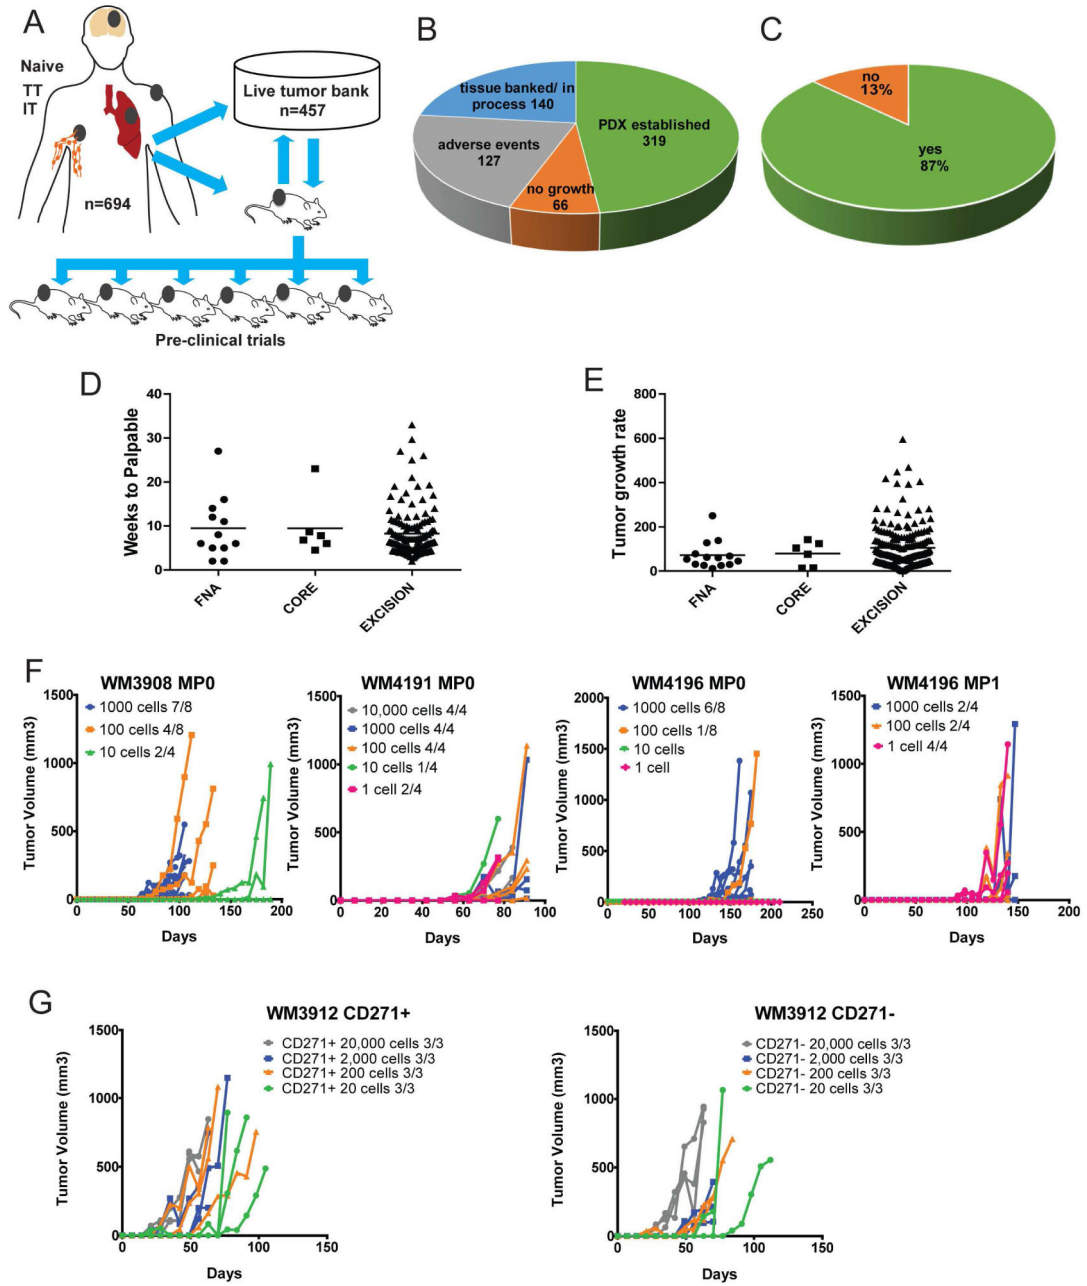 A
Naive
TT
IT
n=694
Live tumor bank
n=457
Pre-clinical trials
B
tissue banked/ in
process 140
PDX established
319
adverse events
127
no growth
66
C
no
13%
yes
87%
D
Weeks to Palpable
40
30
20
10
0
FNA
CORE
EXCISION
E
Tumor growth rate
800
600
400
200
0
FNA
CORE
EXCISION
F
WM3908 MP0
1000 cells 7/8
100 cells 4/8
10 cells 2/4
Tumor Volume (mm3)
1500
1000
500
0
0 50 100 150 200
Days
WM4191 MP0
10,000 cells 4/4
1000 cells 4/4
100 cells 4/4
10 cells 1/4
1 cell 2/4
Tumor Volume (mm3)
1500
1000
500
0
0 20 40 60 80 100
Days
WM4196 MP0
1000 cells 6/8
100 cells 1/8
10 cells
1 cell
Tumor Volume (mm3)
2000
1500
1000
500
0
0 50 100 150 200 250
Days
WM4196 MP1
1000 cells 2/4
100 cells 2/4
1 cell 4/4
Tumor Volume (mm3)
1500
1000
500
0
0 50 100 150 200
Days
G
WM3912 CD271+
CD271+ 20,000 cells 3/3
CD271+ 2,000 cells 3/3
CD271+ 200 cells 3/3
CD271+ 20 cells 3/3
Tumor Volume (mm3)
1500
1000
500
0
0 50 100 150
Days
WM3912 CD271-
CD271- 20,000 cells 3/3
CD271- 2,000 cells 3/3
CD271- 200 cells 3/3
CD271- 20 cells 3/3
Tumor Volume (mm3)
1500
1000
500
0
0 50 100 150
Days